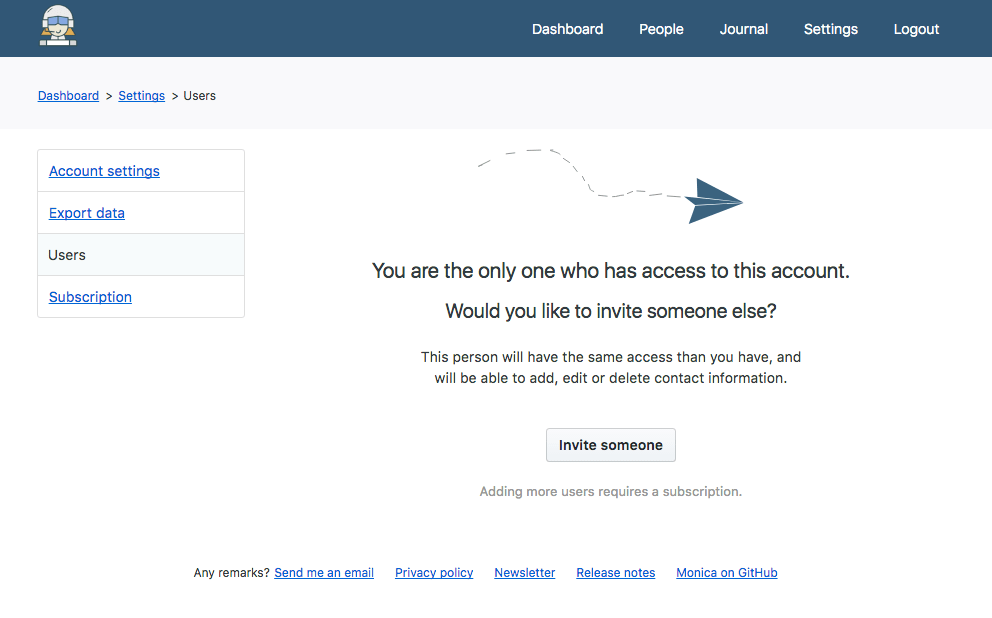 Dashboard People Journal Settings Logout
Dashboard > Settings > Users
Account settings
Export data
Users
Subscription
You are the only one who has access to this account.
Would you like to invite someone else?
This person will have the same access than you have, and
will be able to add, edit or delete contact information.
Invite someone
Adding more users requires a subscription.
Any remarks? Send me an email Privacy policy Newsletter Release notes Monica on GitHub